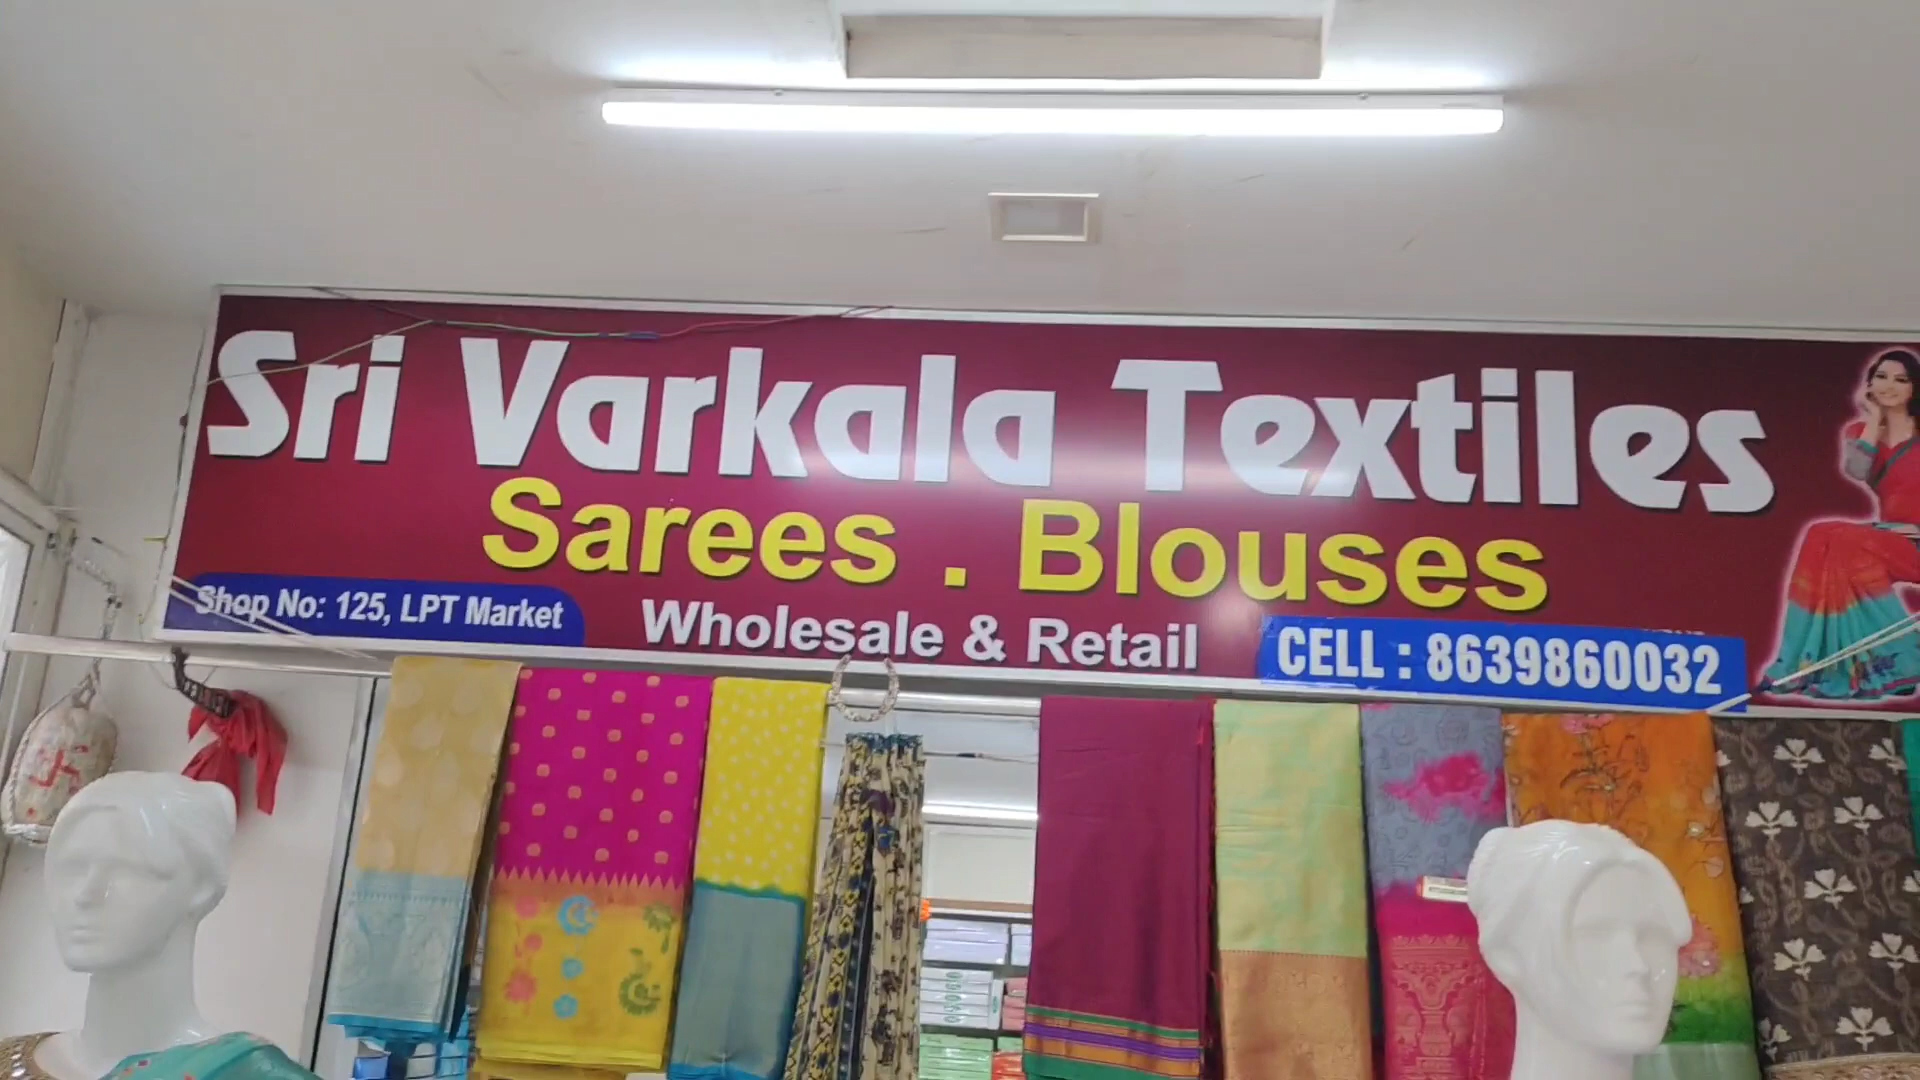 Sri Varkala Textiles
Sarees . Blouses
Shop No: 125, LPT Market
Wholesale & Retail
CELL : 8639860032